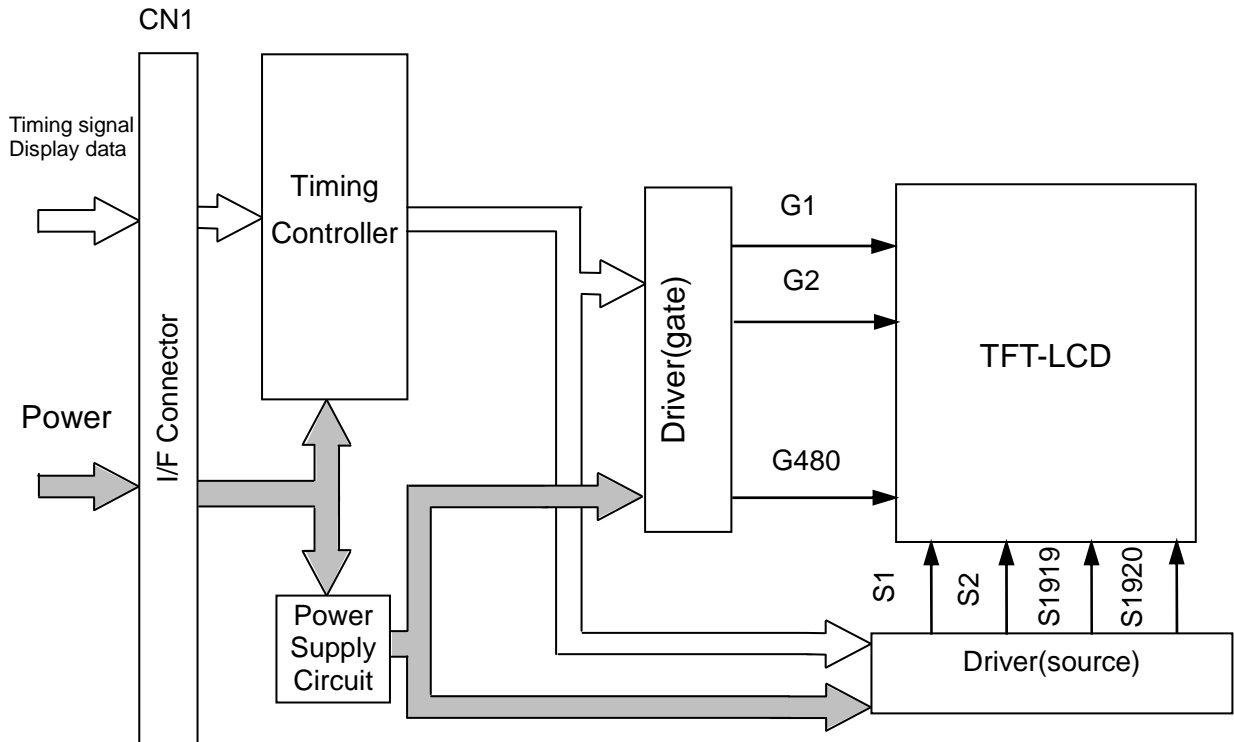 CN1
Timing signal
Display data
Timing
Controller
Power
I/F Connector
Power
Supply
Circuit
Driver(gate)
G1
G2
G480
TFT-LCD
S1
S2
S1919
S1920
Driver(source)